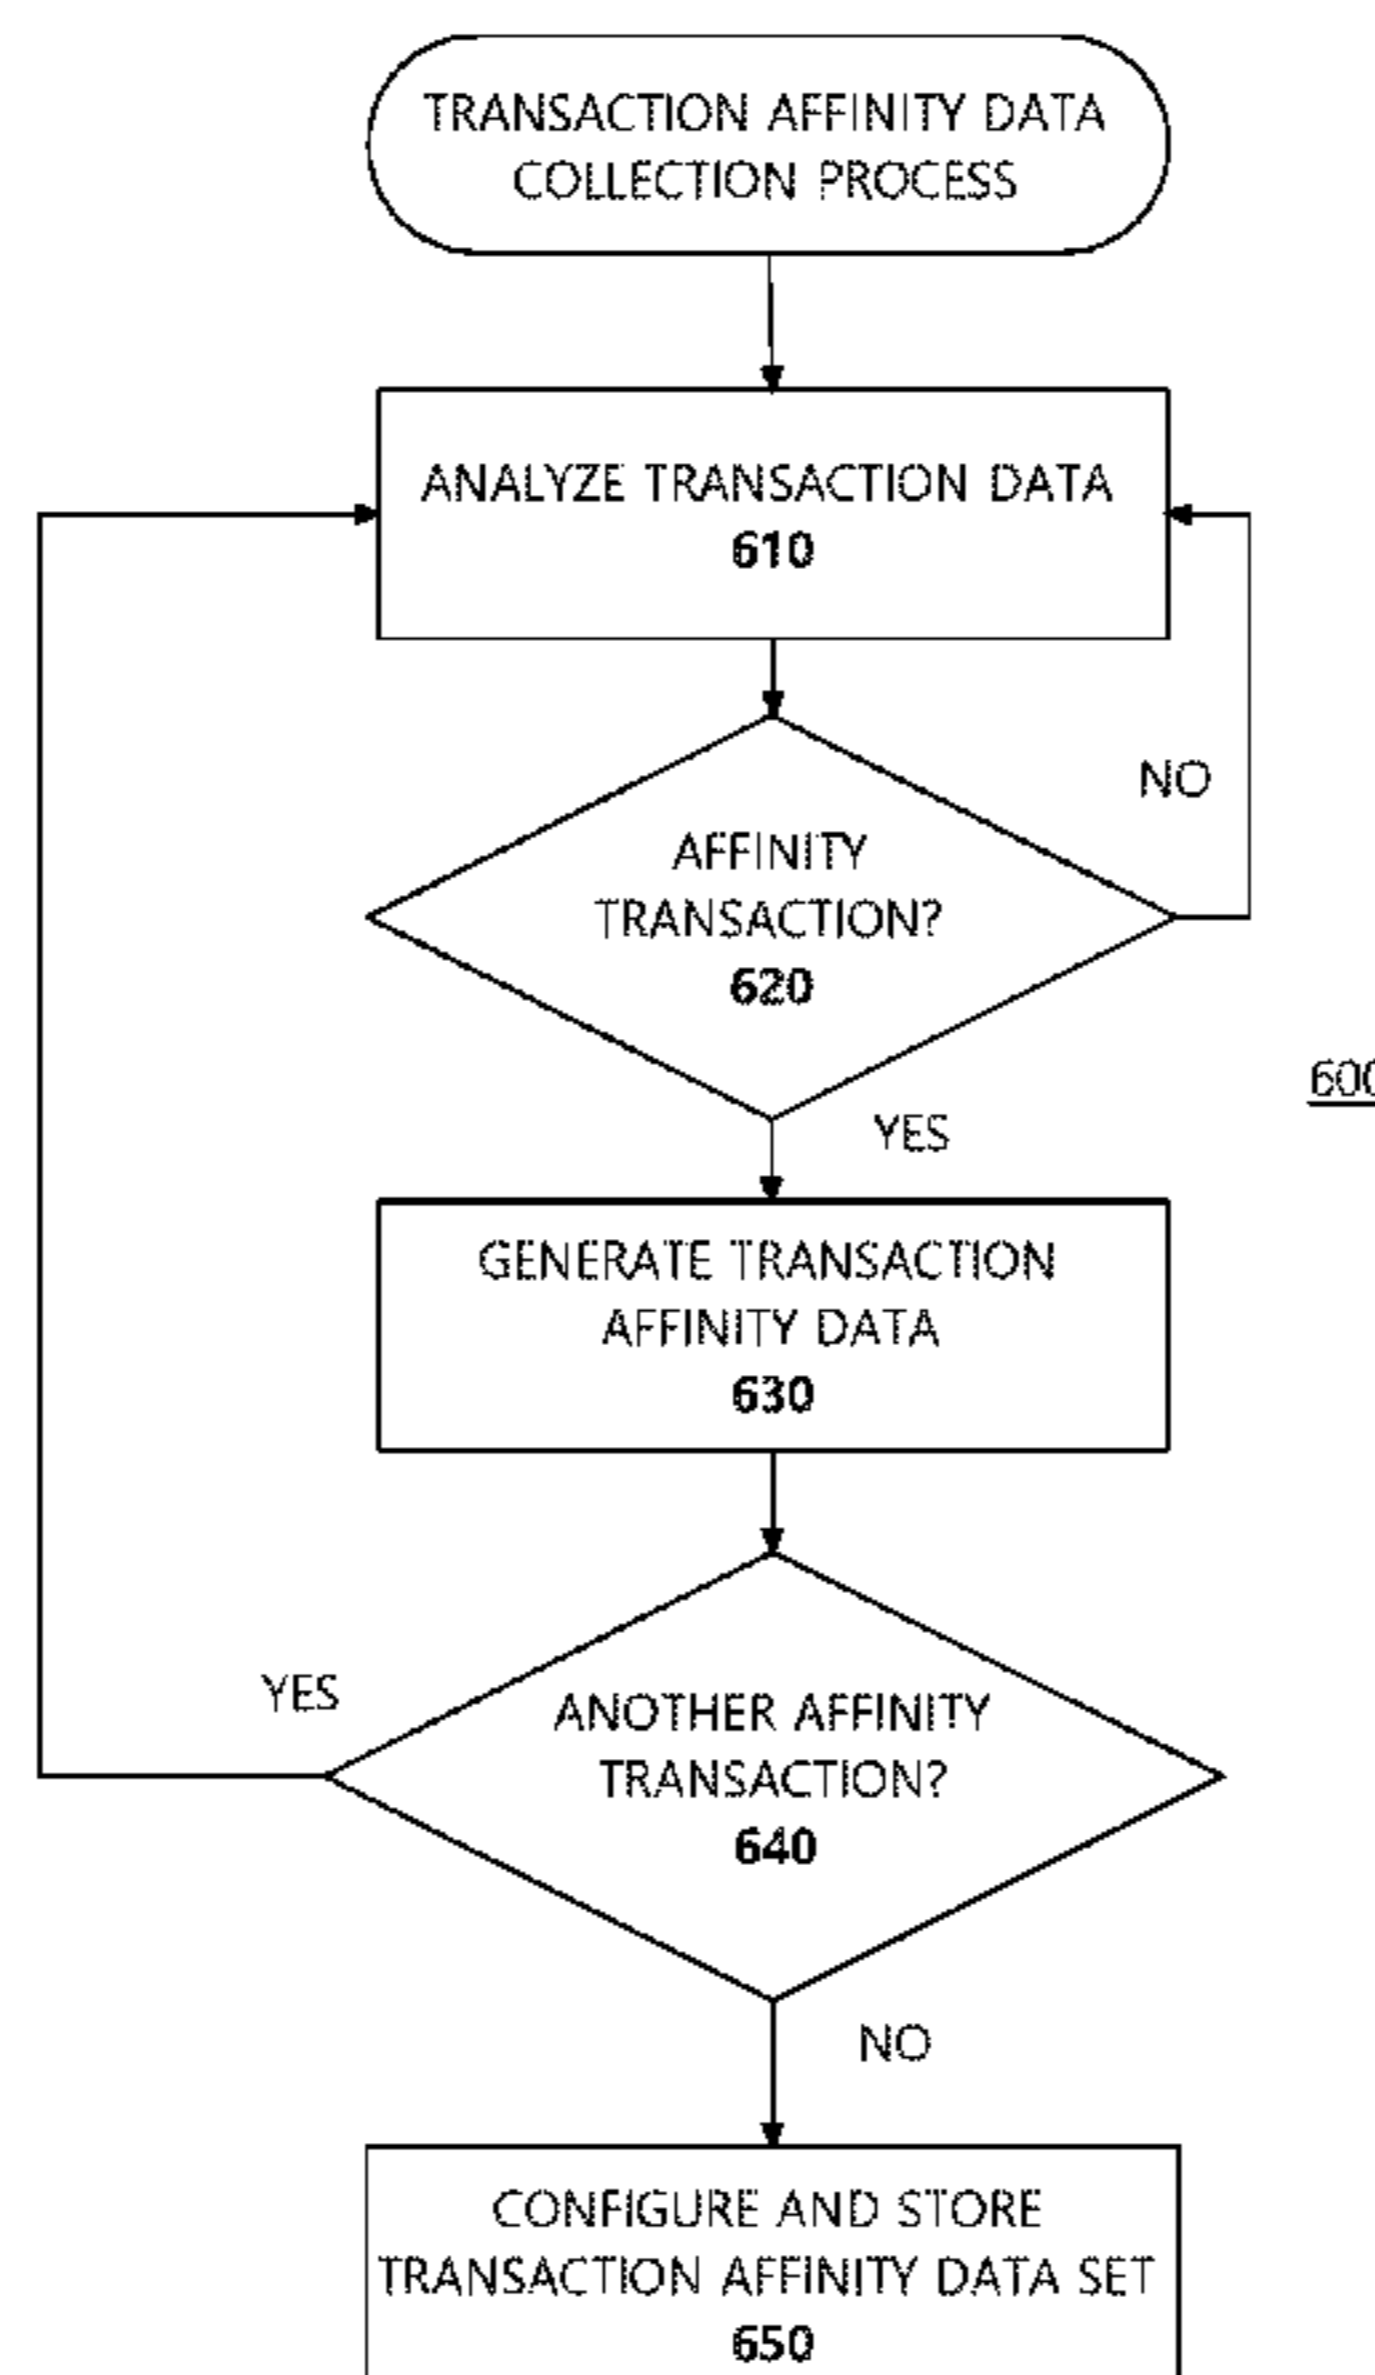 TRANSACTION AFFINITY DATA
COLLECTION PROCESS
ANALYZE TRANSACTION DATA
610
NO
AFFINITY
TRANSACTION?
620
600
YES
GENERATE TRANSACTION
AFFINITY DATA
630
YES
ANOTHER AFFINITY
TRANSACTION?
640
NO
CONFIGURE AND STORE
TRANSACTION AFFINITY DATA SET
650